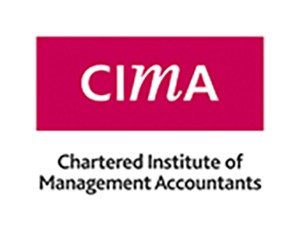 CIMA
Chartered Institute of
Management Accountants